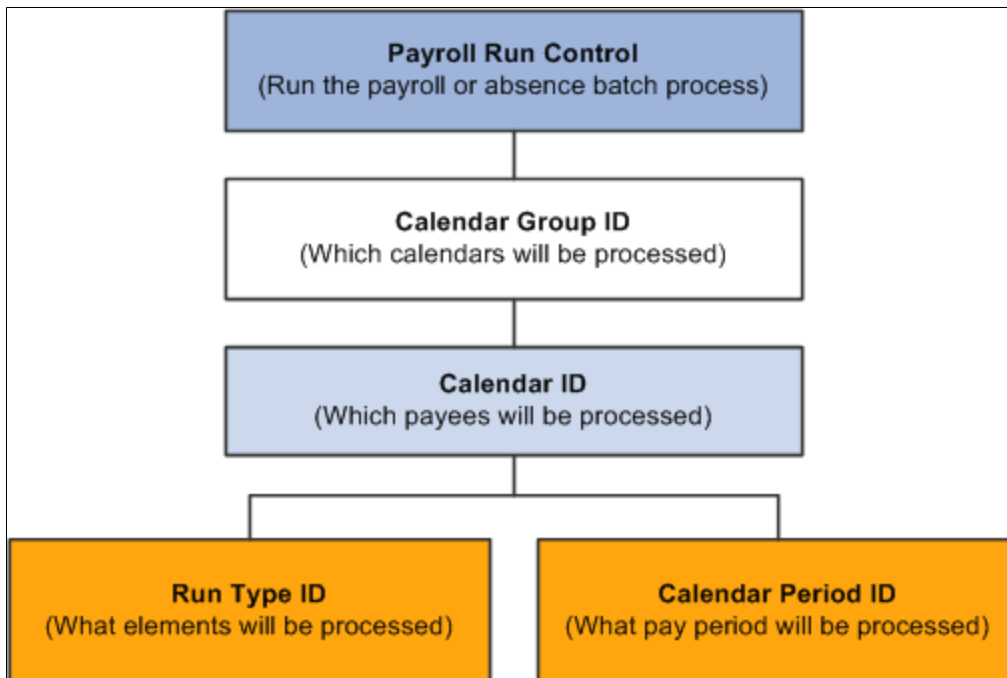 Payroll Run Control
(Run the payroll or absence batch process)
Calendar Group ID
(Which calendars will be processed)
Calendar ID
(Which payees will be processed)
Run Type ID
(What elements will be processed)
Calendar Period ID
(What pay period will be processed)